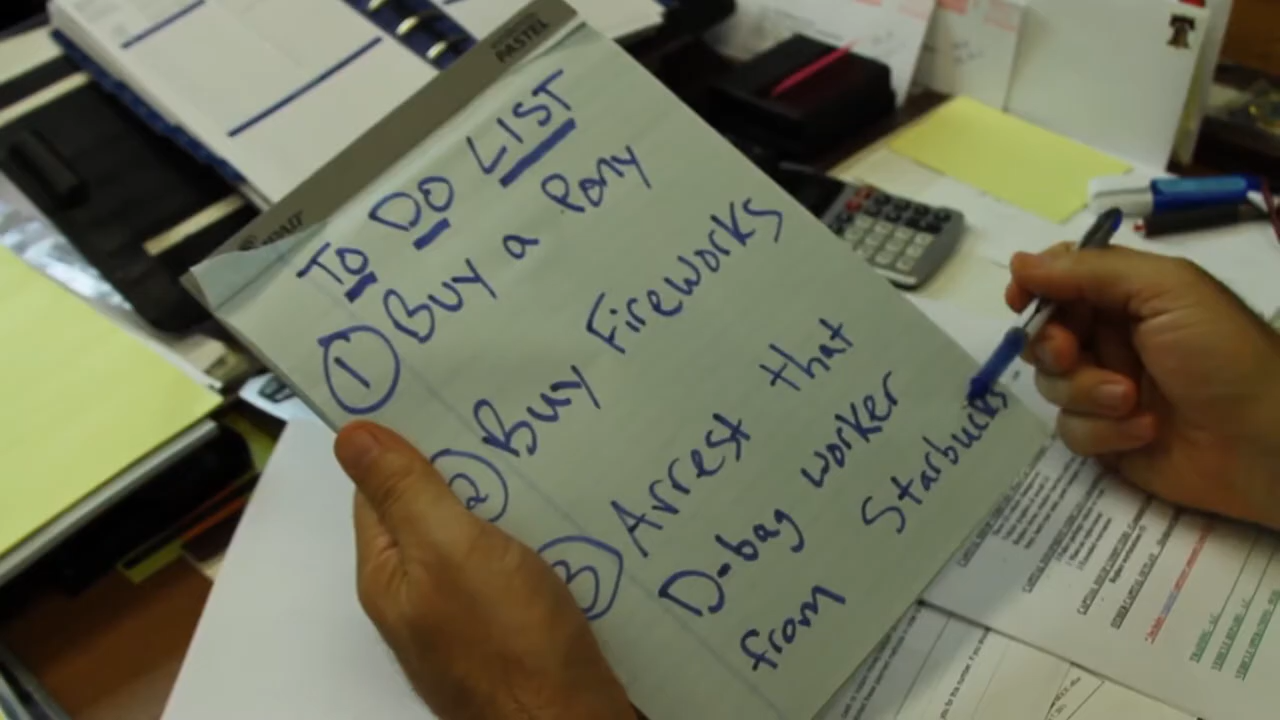 PASTEL
TO DO LIST
1 Buy a Pony
2 Buy Fireworks
3 Arrest that
D-bag worker
from Starbucks